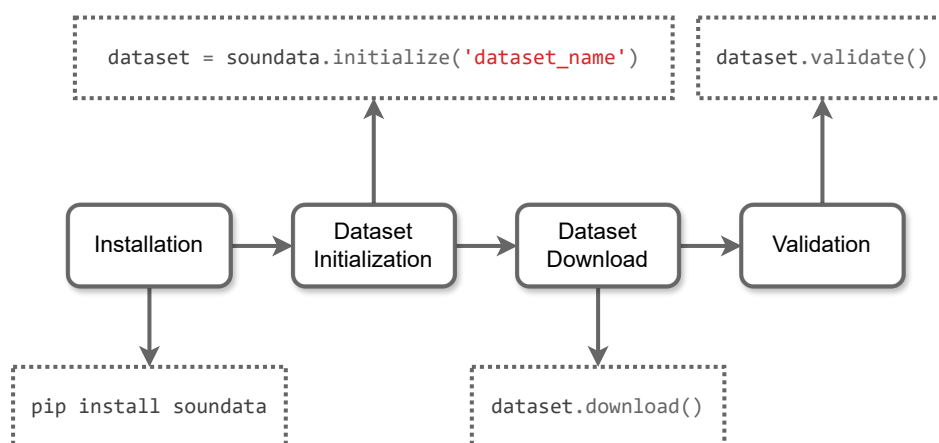 dataset = soundata.initialize('dataset_name')
dataset.validate()
Installation
Dataset
Initialization
Dataset
Download
Validation
pip install soundata
dataset.download()